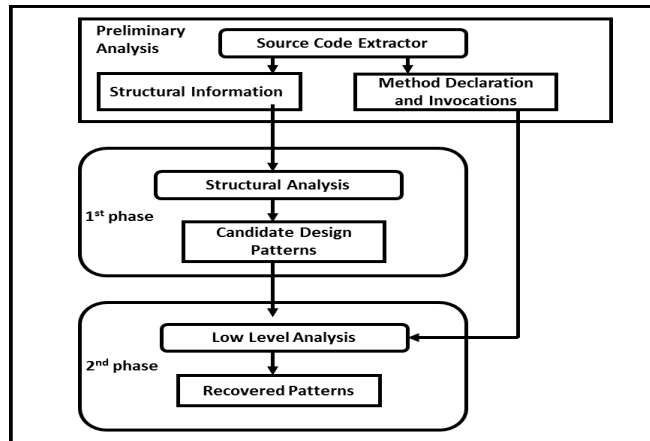 Preliminary
Analysis
Source Code Extractor
Structural Information
Method Declaration
and Invocations
Structural Analysis
1st phase
Candidate Design
Patterns
Low Level Analysis
2nd phase
Recovered Patterns